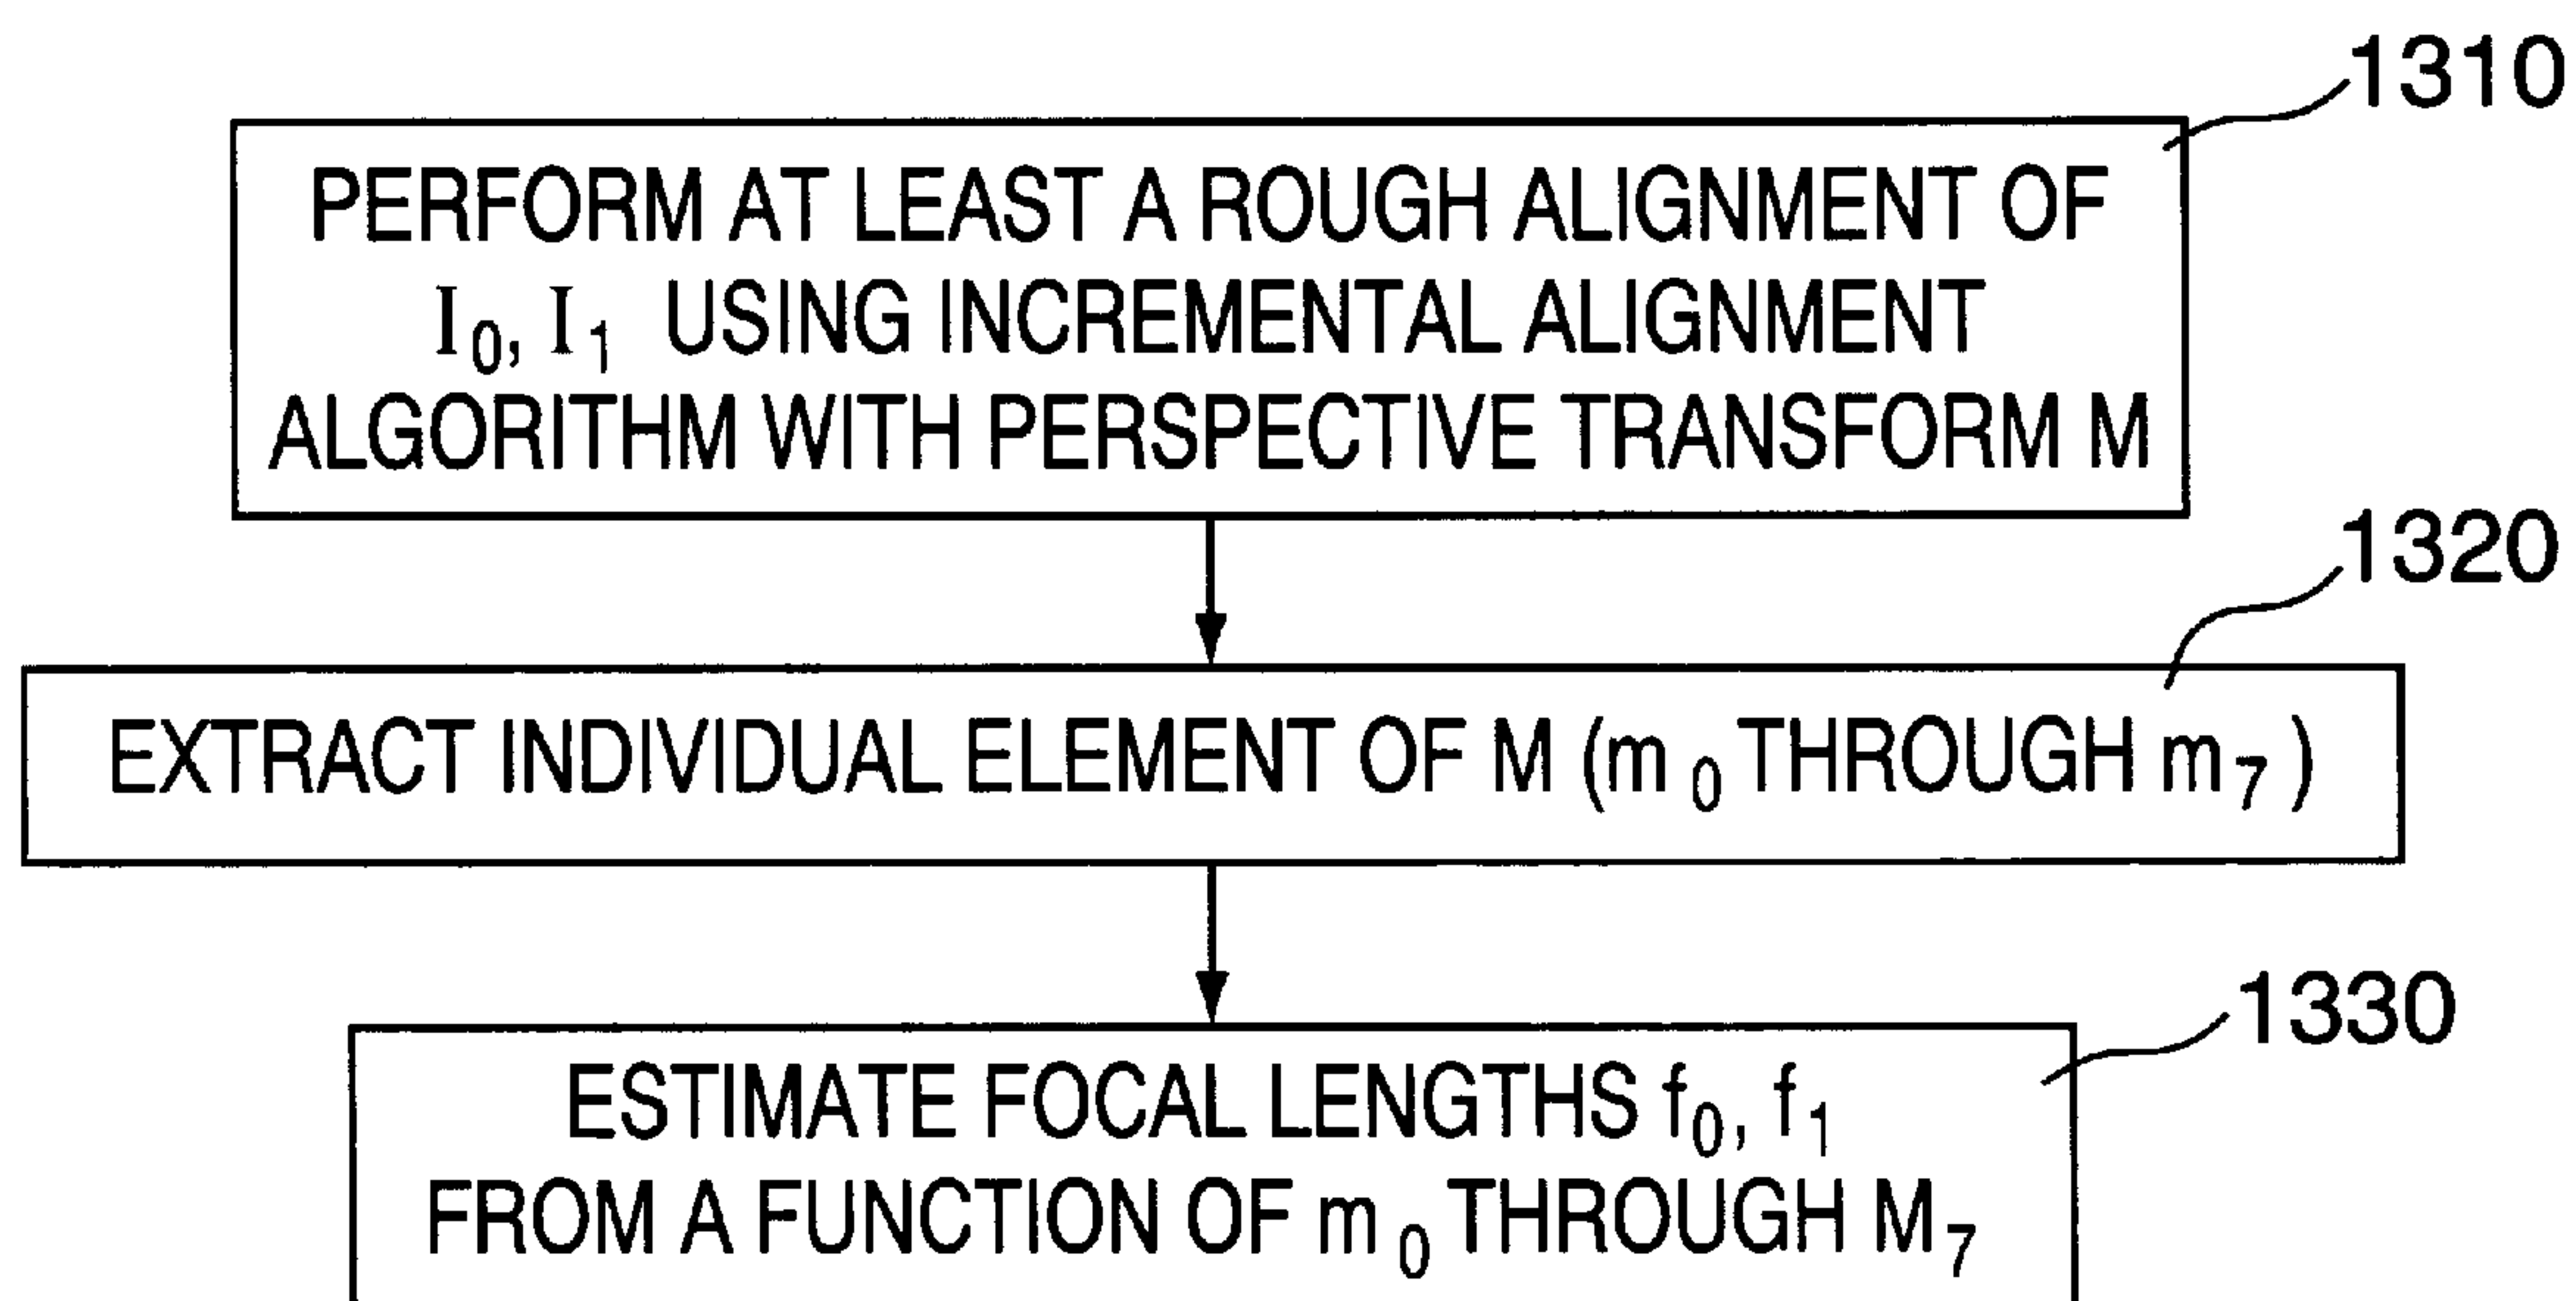 1310
PERFORM AT LEAST A ROUGH ALIGNMENT OF
I₀, I₁ USING INCREMENTAL ALIGNMENT
ALGORITHM WITH PERSPECTIVE TRANSFORM M
1320
EXTRACT INDIVIDUAL ELEMENT OF M (m₀ THROUGH m₇)
1330
ESTIMATE FOCAL LENGTHS f₀, f₁
FROM A FUNCTION OF m₀ THROUGH M₇